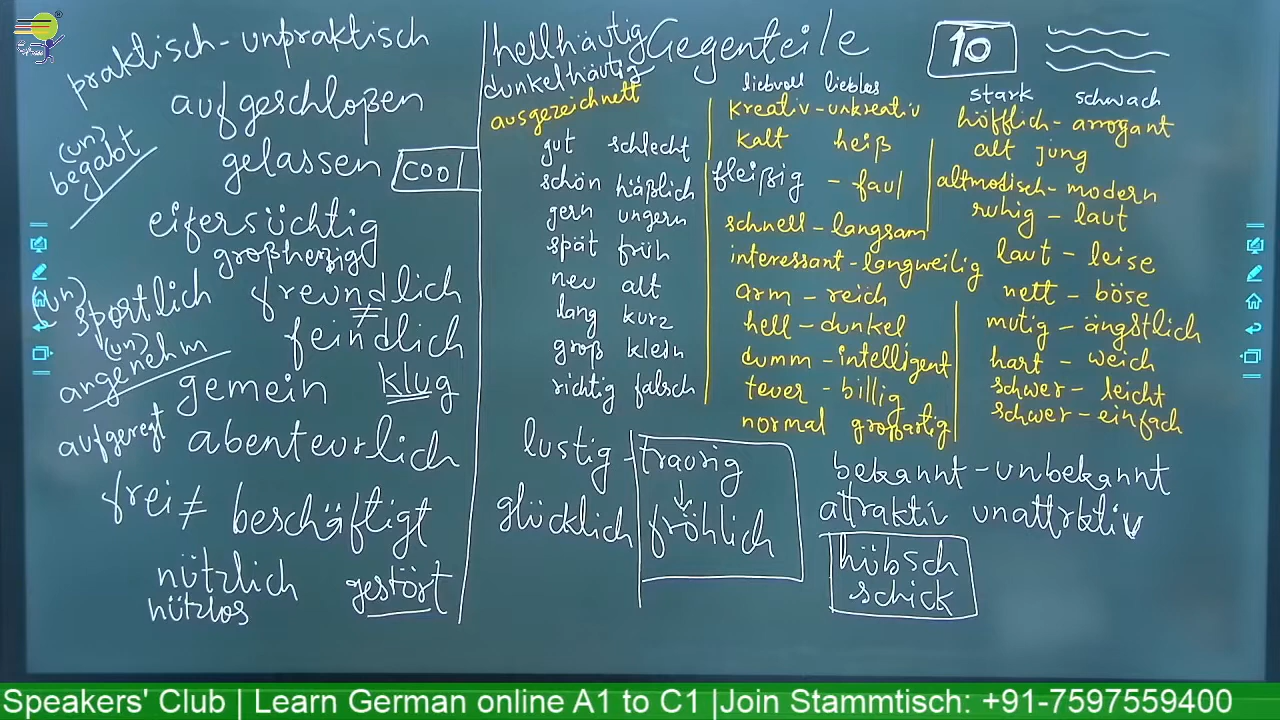 praktisch - unpraktisch
aufgeschloßen
(un)
begabt
gelassen cool
eifersüchtig
großherzig
(un)
sportlich
freundlich
≠
feindlich
(un)
angenehm
gemein klug
aufgeregt
abenteurlich
frei ≠ beschäftigt
nützlich gestört
nützlos
hellhäutig
dunkelhäutig
Gegenteile
10
ausgezeichnett
gut schlecht
schön häßlich
gern ungern
spät früh
neu alt
lang kurz
groß klein
richtig falsch
liebvoll lieblos
kreativ - unkreativ
kalt heiß
fleißig - faul
schnell - langsam
interessant - langweilig
arm - reich
hell - dunkel
dumm - intelligent
teuer - billig
normal großartig
stark schwach
höfflich - arrogant
alt jung
altmodisch - modern
ruhig - laut
laut - leise
nett - böse
mutig - ängstlich
hart - weich
schwer - leicht
schwer - einfach
lustig - traurig
↓
glücklich fröhlich
bekannt - unbekannt
attraktiv unattrktiv
hübsch
schick
Speakers' Club | Learn German online A1 to C1 |Join Stammtisch: +91-7597559400